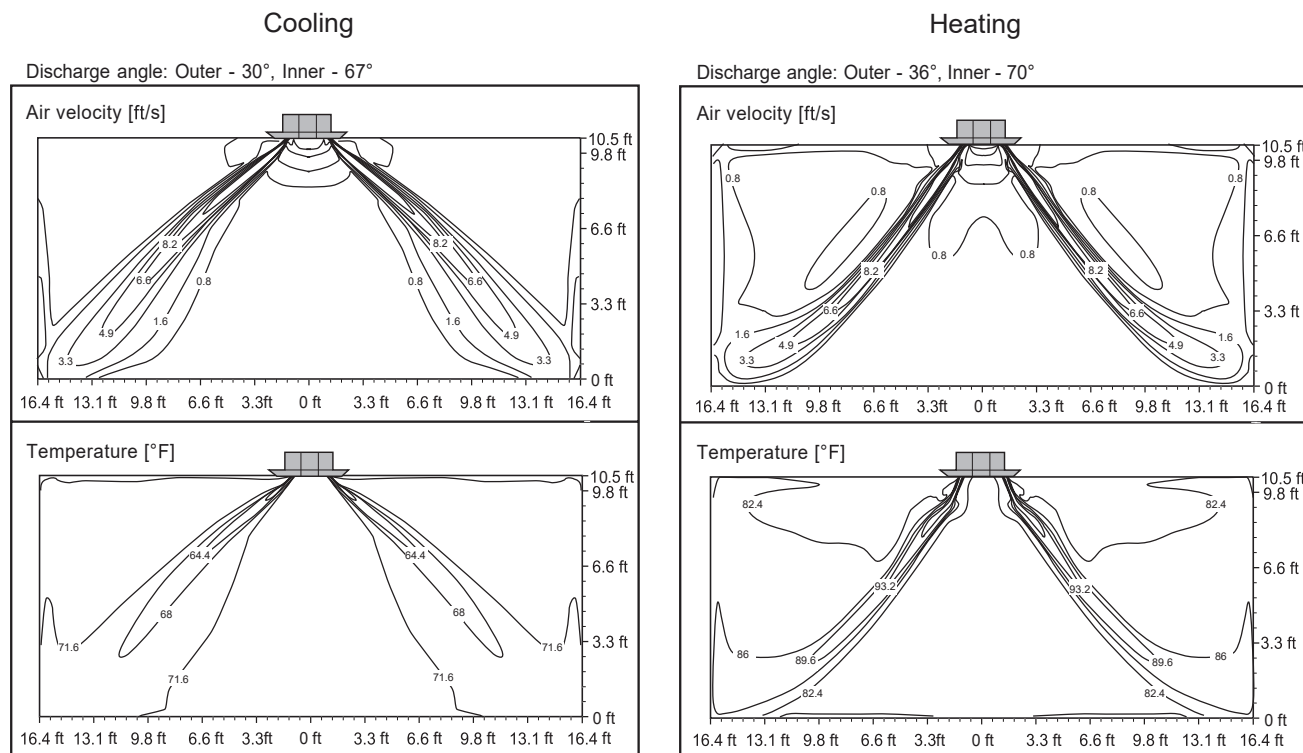 Cooling
Discharge angle: Outer - 30°, Inner - 67°
Air velocity [ft/s]
10.5 ft
9.8 ft
6.6 ft
3.3 ft
0 ft
8.2
8.2
6.6
6.6
0.8
0.8
1.6
1.6
4.9
4.9
3.3
3.3
16.4 ft 13.1 ft 9.8 ft 6.6 ft 3.3ft 0 ft 3.3 ft 6.6 ft 9.8 ft 13.1 ft 16.4 ft
Temperature [°F]
10.5 ft
9.8 ft
6.6 ft
3.3 ft
0 ft
64.4
64.4
68
68
71.6
71.6
71.6
71.6
16.4 ft 13.1 ft 9.8 ft 6.6 ft 3.3 ft 0 ft 3.3 ft 6.6 ft 9.8 ft 13.1 ft 16.4 ft
Heating
Discharge angle: Outer - 36°, Inner - 70°
Air velocity [ft/s]
10.5 ft
9.8 ft
6.6 ft
3.3 ft
0 ft
0.8
0.8
0.8
0.8
0.8
0.8
8.2
8.2
6.6
6.6
1.6
1.6
4.9
4.9
3.3
3.3
16.4 ft 13.1 ft 9.8 ft 6.6 ft 3.3ft 0 ft 3.3 ft 6.6 ft 9.8 ft 13.1 ft 16.4 ft
Temperature [°F]
10.5 ft
9.8 ft
6.6 ft
3.3 ft
0 ft
82.4
82.4
93.2
93.2
86
89.6
89.6
86
82.4
82.4
16.4 ft 13.1 ft 9.8 ft 6.6 ft 3.3 ft 0 ft 3.3 ft 6.6 ft 9.8 ft 13.1 ft 16.4 ft